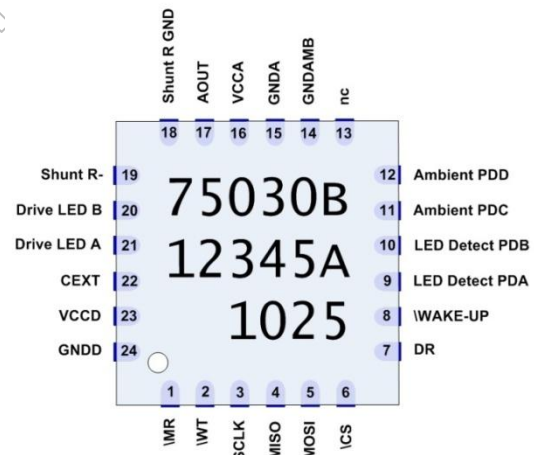 Shunt R GND
AOUT
VCCA
GNDA
GNDAMB
nc
18 17 16 15 14 13
Shunt R- 19
Drive LED B 20
Drive LED A 21
CEXT 22
VCCD 23
GNDD 24
75030B
12345A
1025
12 Ambient PDD
11 Ambient PDC
10 LED Detect PDB
9 LED Detect PDA
8 \WAKE-UP
7 DR
1 2 3 4 5 6
\MR
\WT
SCLK
MISO
MOSI
\CS